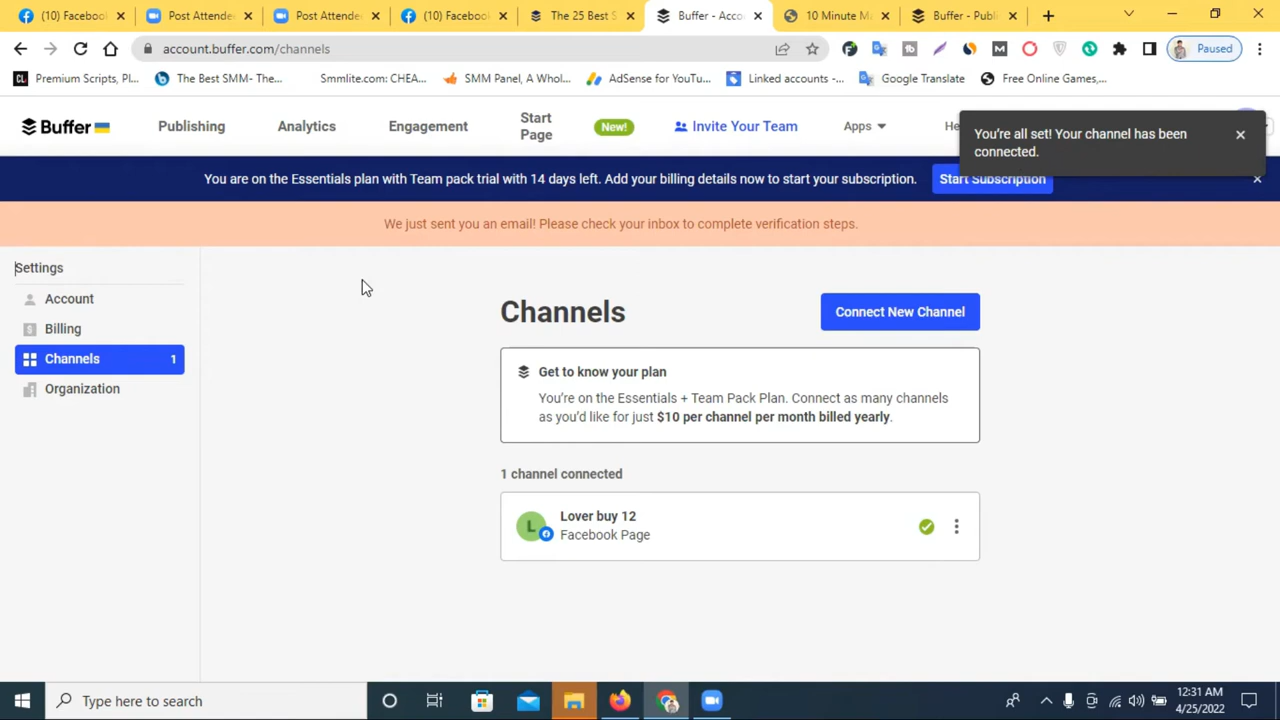 (10) Facebook
Post Attende
Post Attende
(10) Facebook
The 25 Best S
Buffer - Acco
10 Minute Ma
Buffer - Publi
account.buffer.com/channels
Paused
CL Premium Scripts, Pl...
The Best SMM- The...
Smmlite.com: CHEA...
SMM Panel, A Whol...
AdSense for YouTu...
Linked accounts -...
Google Translate
Free Online Games,...
Buffer
Publishing
Analytics
Engagement
Start
Page
New!
Invite Your Team
Apps
He
You're all set! Your channel has been
connected.
You are on the Essentials plan with Team pack trial with 14 days left. Add your billing details now to start your subscription.
Start Subscription
We just sent you an email! Please check your inbox to complete verification steps.
Settings
Account
Billing
Channels 1
Organization
Channels
Connect New Channel
Get to know your plan
You're on the Essentials + Team Pack Plan. Connect as many channels
as you'd like for just $10 per channel per month billed yearly.
1 channel connected
L
Lover buy 12
Facebook Page
Type here to search
12:31 AM
4/25/2022